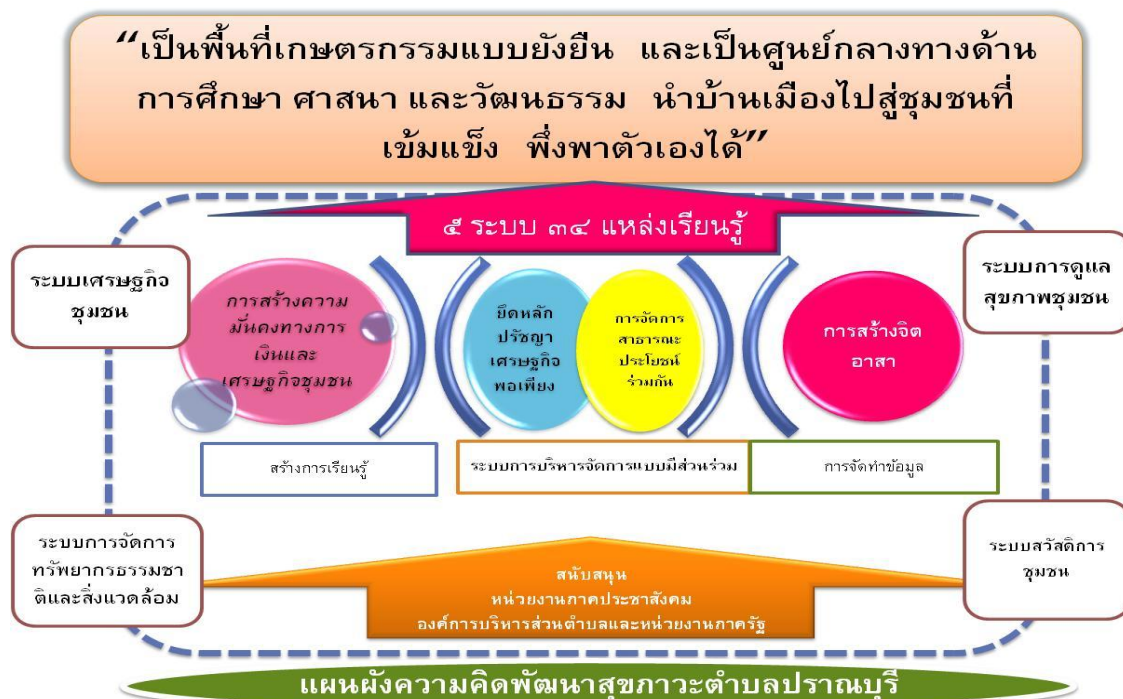 “เป็นพื้นที่เกษตรกรรมแบบยั่งยืน และเป็นศูนย์กลางทางด้าน
การศึกษา ศาสนา และวัฒนธรรม นำบ้านเมืองไปสู่ชุมชนที่
เข้มแข็ง พึ่งพาตัวเองได้”
๕ ระบบ ๓๔ แหล่งเรียนรู้
ระบบเศรษฐกิจ
ชุมชน
การสร้างความ
มั่นคงทางการ
เงินและ
เศรษฐกิจชุมชน
ยึดหลัก
ปรัชญา
เศรษฐกิจ
พอเพียง
การจัดการ
สาธารณะ
ประโยชน์
ร่วมกัน
การสร้างจิต
อาสา
ระบบการดูแล
สุขภาพชุมชน
สร้างการเรียนรู้
ระบบการบริหารจัดการแบบมีส่วนร่วม
การจัดทำข้อมูล
ระบบการจัดการ
ทรัพยากรธรรมชา
ติและสิ่งแวดล้อม
สนับสนุน
หน่วยงานภาคประชาสังคม
องค์การบริหารส่วนตำบลและหน่วยงานภาครัฐ
ระบบสวัสดิการ
ชุมชน
แผนผังความคิดพัฒนาสุขภาวะตำบลปราณบุรี